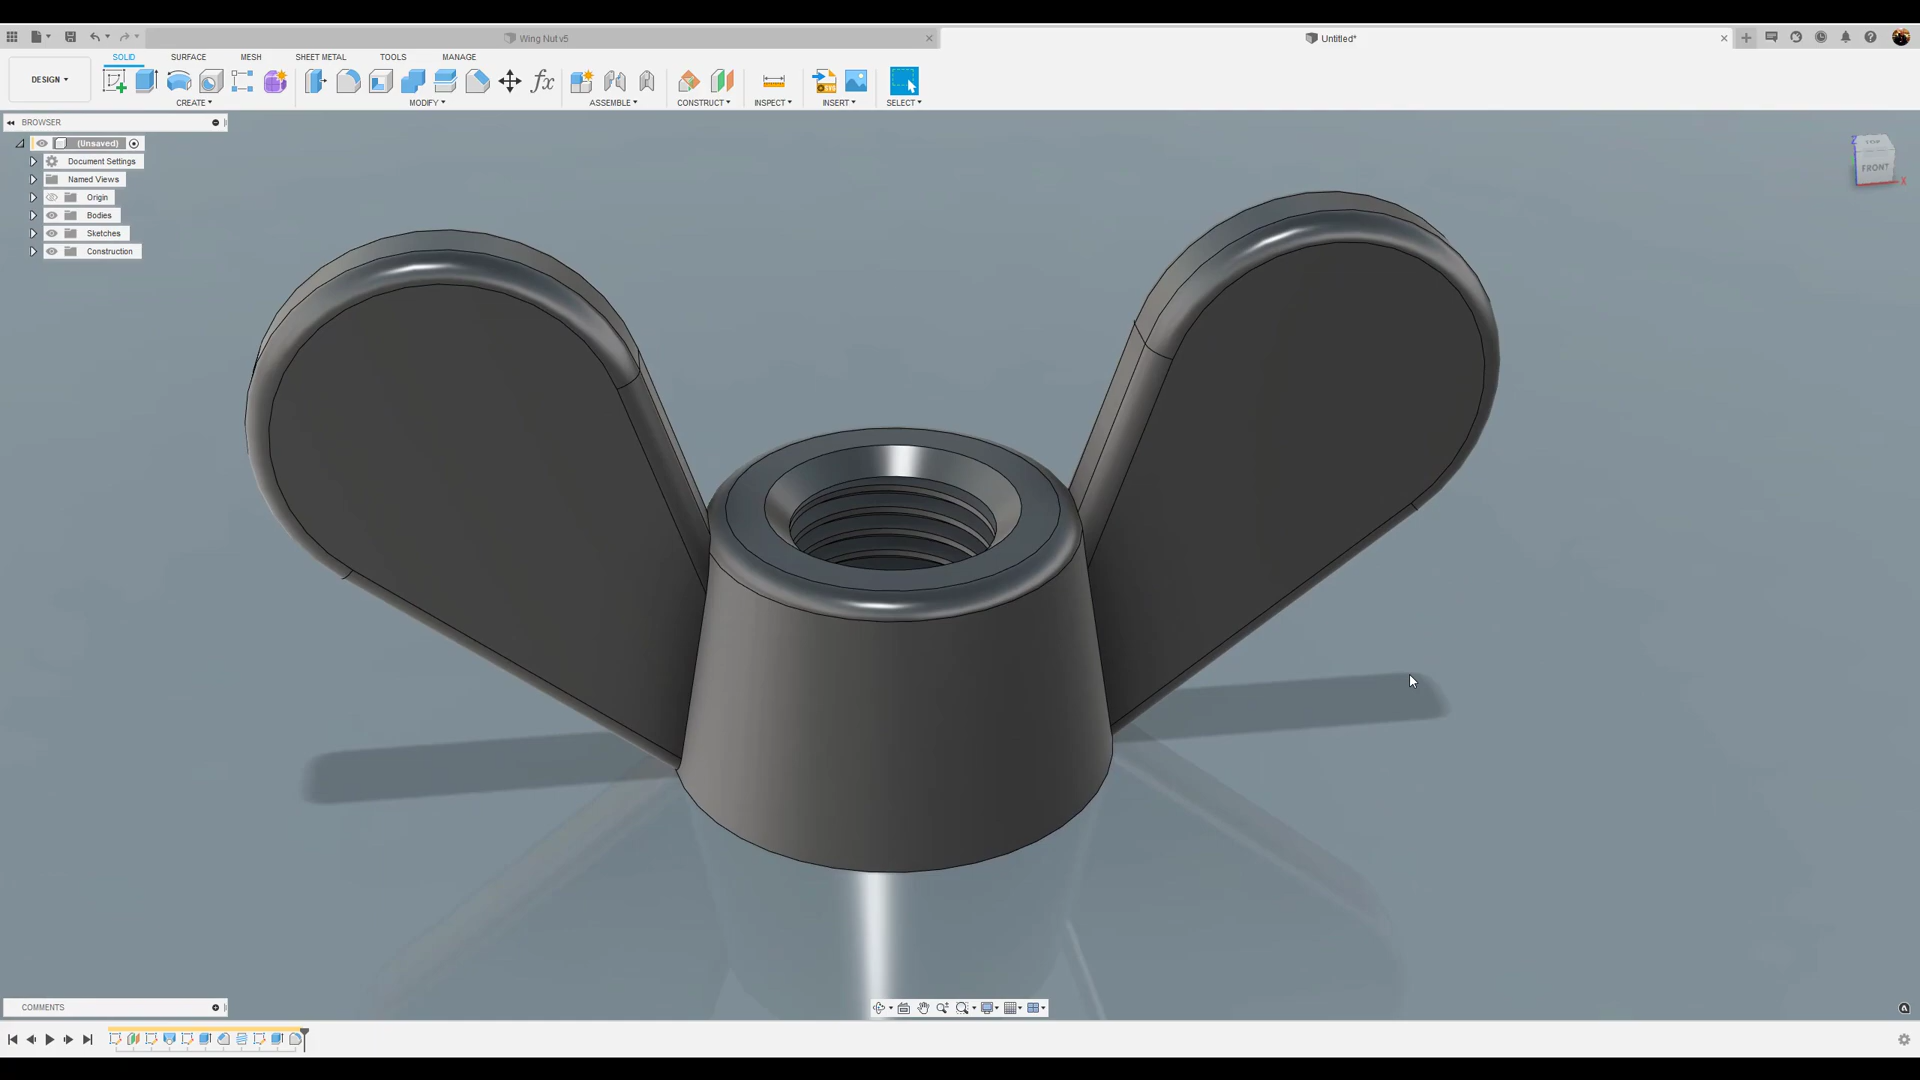 Wing Nut v5
Untitled*
SOLID SURFACE MESH SHEET METAL TOOLS MANAGE
DESIGN
CREATE MODIFY ASSEMBLE CONSTRUCT INSPECT INSERT SELECT
BROWSER
(Unsaved)
Document Settings
Named Views
Origin
Bodies
Sketches
Construction
Z
TOP
FRONT
X
COMMENTS